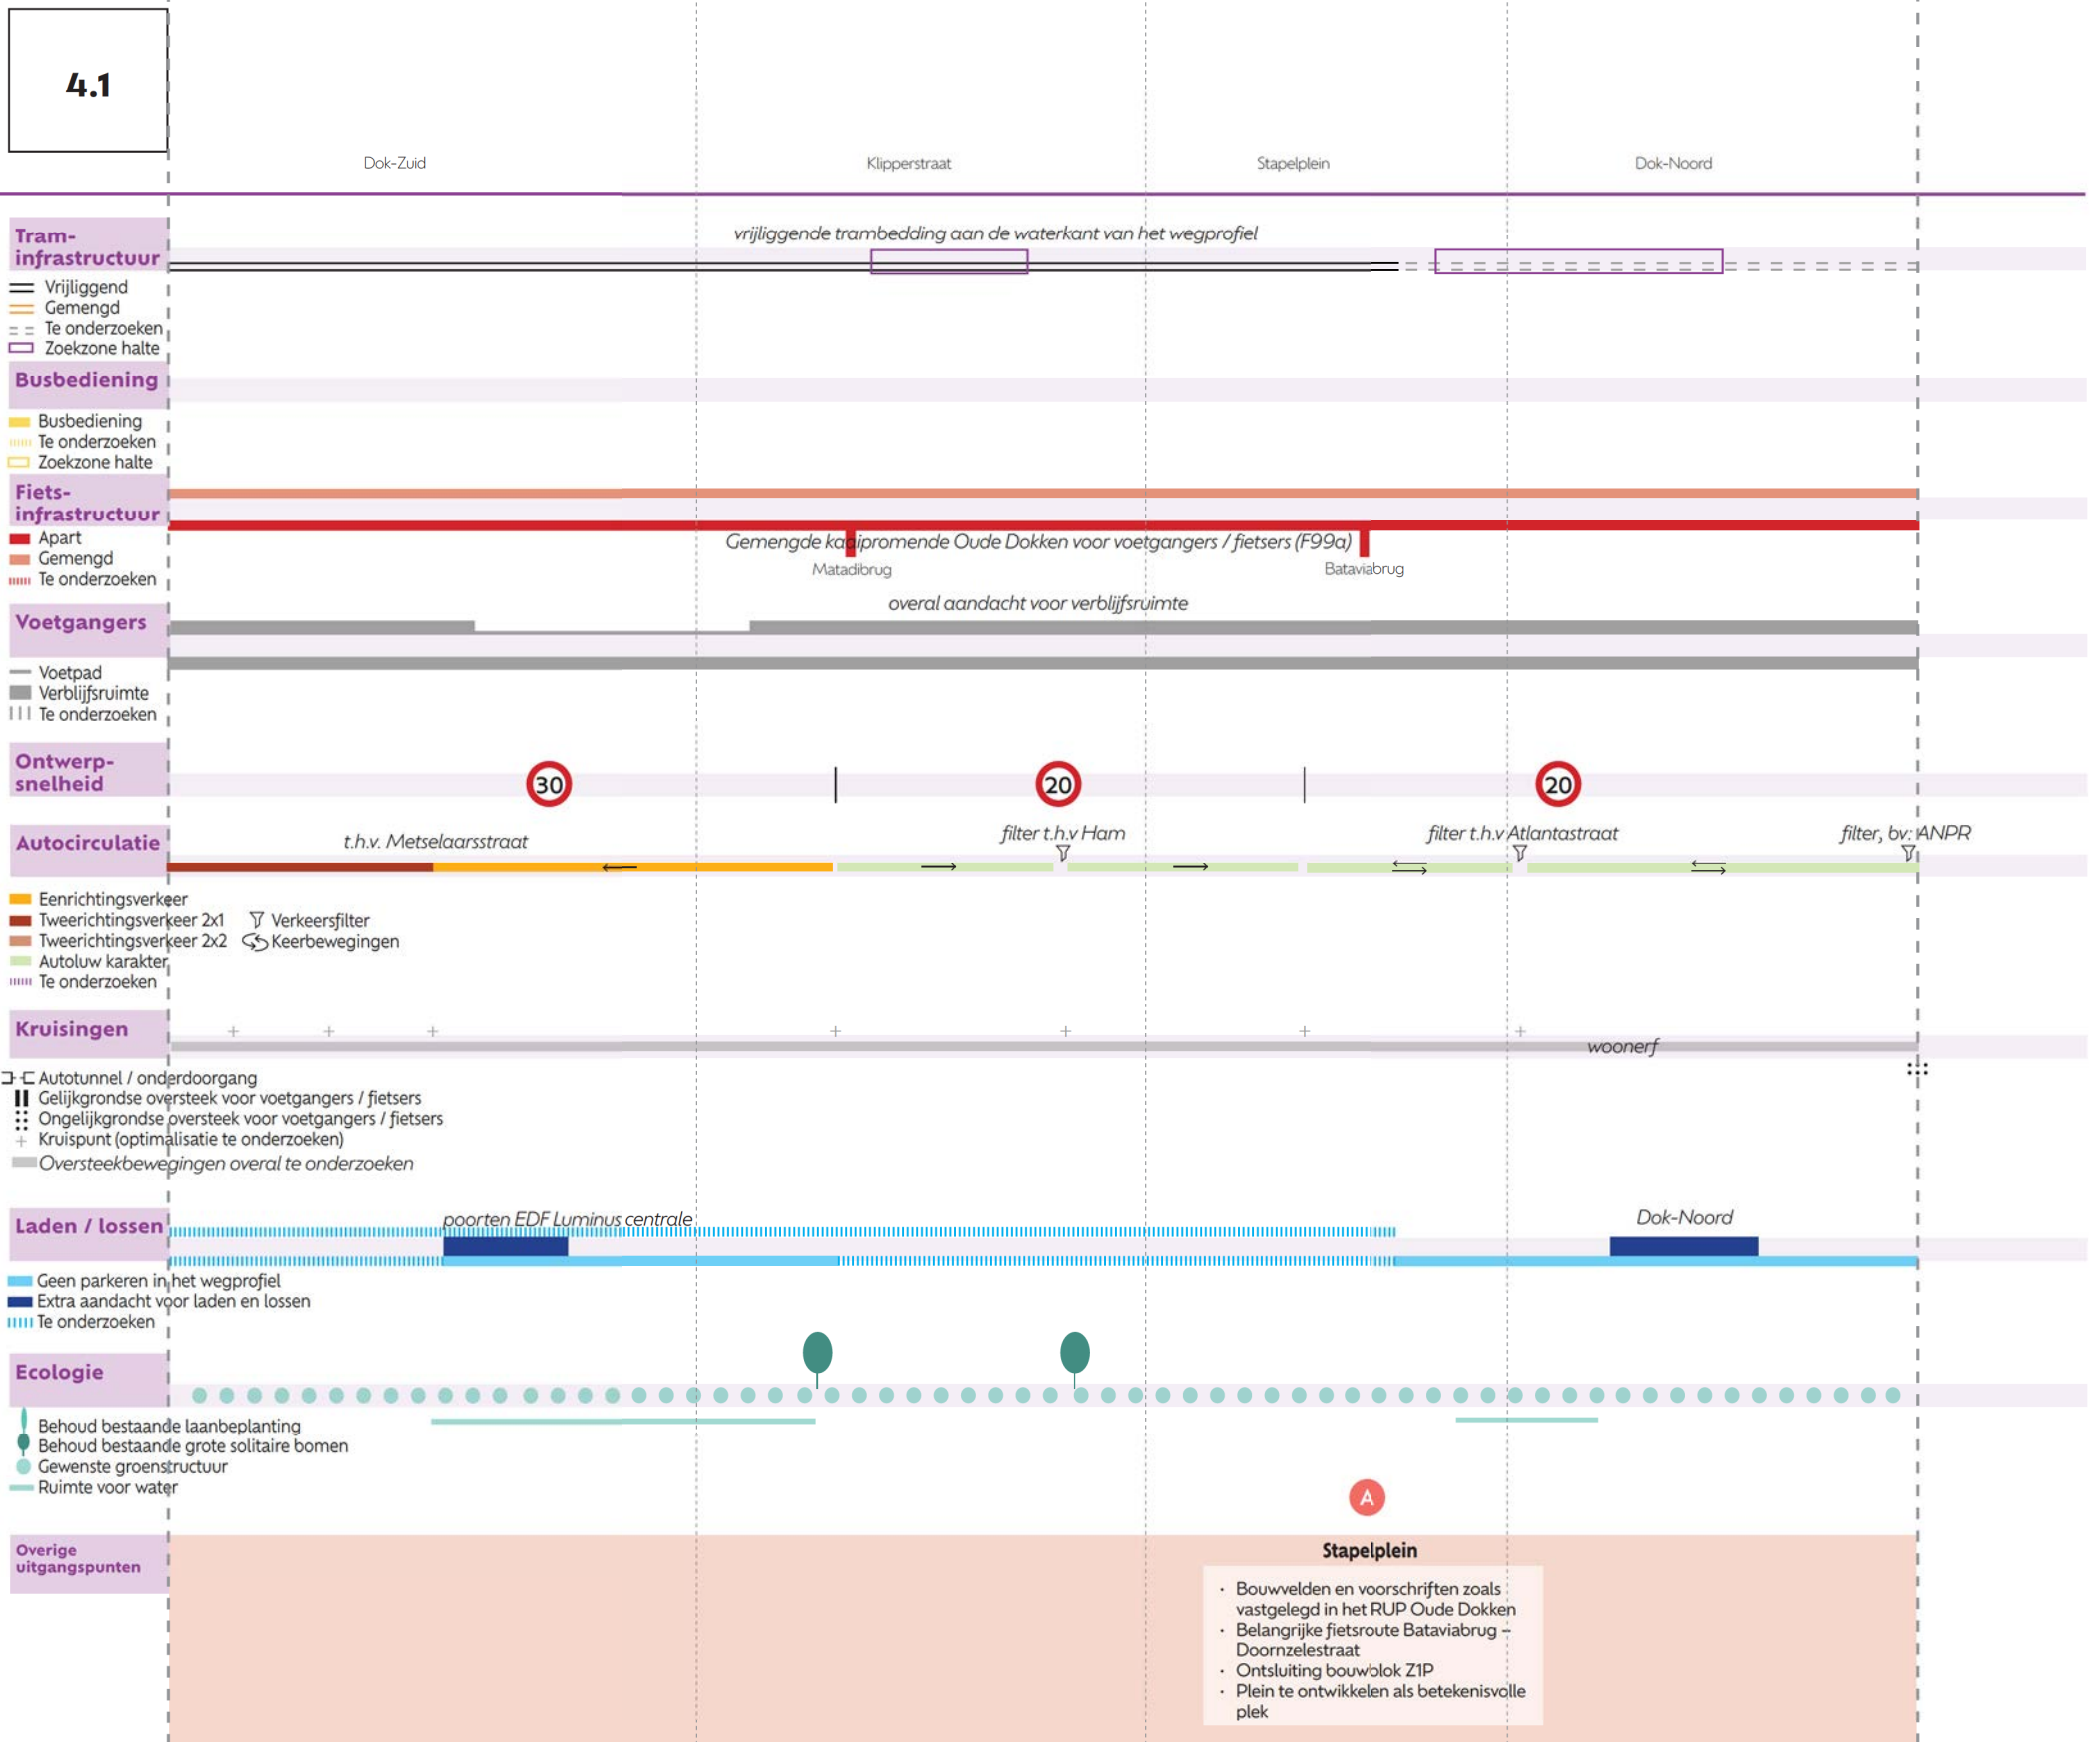 4.1
Dok-Zuid
Klipperstraat
Stapelplein
Dok-Noord
Tram-
infrastructuur
vrijliggende trambedding aan de waterkant van het wegprofiel
Vrijliggend
Gemengd
Te onderzoeken
Zoekzone halte
Busbediening
Busbediening
Te onderzoeken
Zoekzone halte
Fiets-
infrastructuur
Apart
Gemengd
Te onderzoeken
Gemengde kaaipromende Oude Dokken voor voetgangers / fietsers (F99a)
Matadibrug
Bataviabrug
Voetgangers
overal aandacht voor verblijfsruimte
Voetpad
Verblijfsruimte
Te onderzoeken
Ontwerp-
snelheid
30
20
20
Autocirculatie
t.h.v. Metselaarsstraat
filter t.h.v Ham
filter t.h.v Atlantastraat
filter, bv: ANPR
Eenrichtingsverkeer
Tweerichtingsverkeer 2x1
Verkeersfilter
Tweerichtingsverkeer 2x2
Keerbewegingen
Autoluw karakter
Te onderzoeken
Kruisingen
woonerf
Autotunnel / onderdoorgang
Gelijkgrondse oversteek voor voetgangers / fietsers
Ongelijkgrondse oversteek voor voetgangers / fietsers
Kruispunt (optimalisatie te onderzoeken)
Oversteekbewegingen overal te onderzoeken
Laden / lossen
poorten EDF Luminus centrale
Dok-Noord
Geen parkeren in het wegprofiel
Extra aandacht voor laden en lossen
Te onderzoeken
Ecologie
Behoud bestaande laanbeplanting
Behoud bestaande grote solitaire bomen
Gewenste groenstructuur
Ruimte voor water
A
Overige
uitgangspunten
Stapelplein
· Bouwvelden en voorschriften zoals
vastgelegd in het RUP Oude Dokken
· Belangrijke fietsroute Bataviabrug –
Doornzelestraat
· Ontsluiting bouwblok Z1P
· Plein te ontwikkelen als betekenisvolle
plek